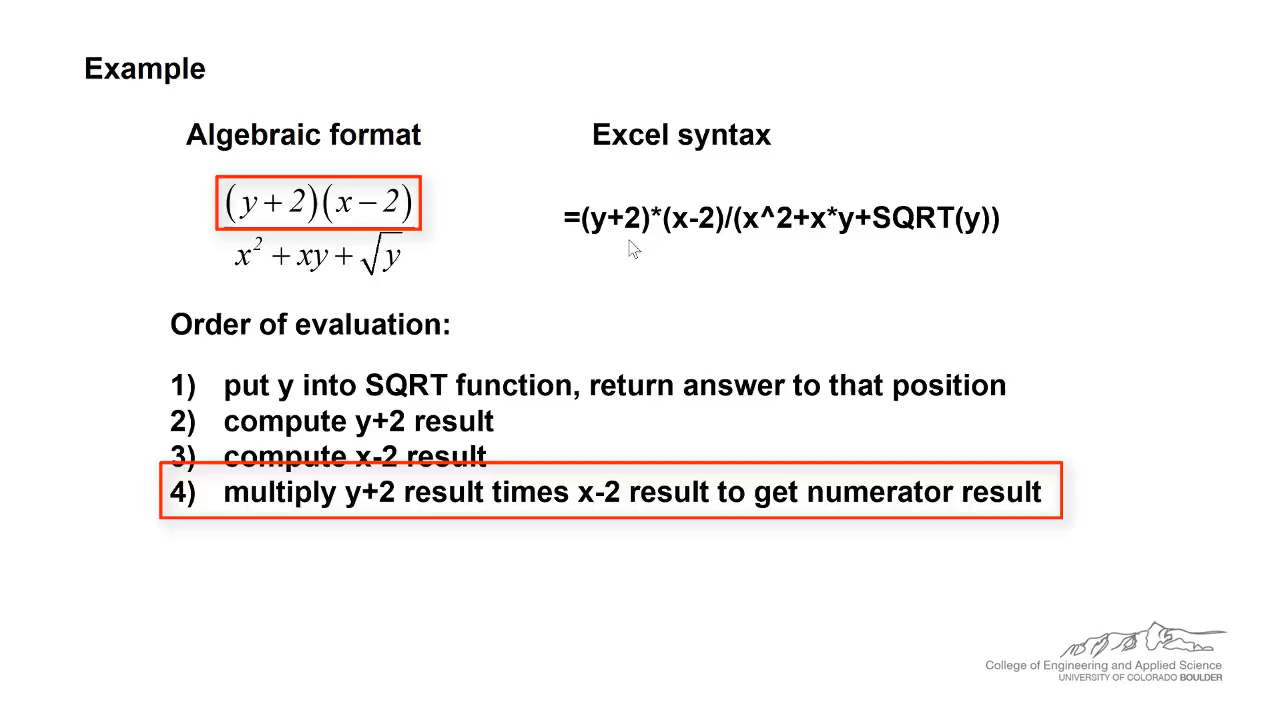 Example
Algebraic format
Excel syntax
(y + 2)(x − 2)
x² + xy + √y
=(y+2)*(x-2)/(x^2+x*y+SQRT(y))
Order of evaluation:
1) put y into SQRT function, return answer to that position
2) compute y+2 result
3) compute x-2 result
4) multiply y+2 result times x-2 result to get numerator result
College of Engineering and Applied Science
UNIVERSITY OF COLORADO BOULDER